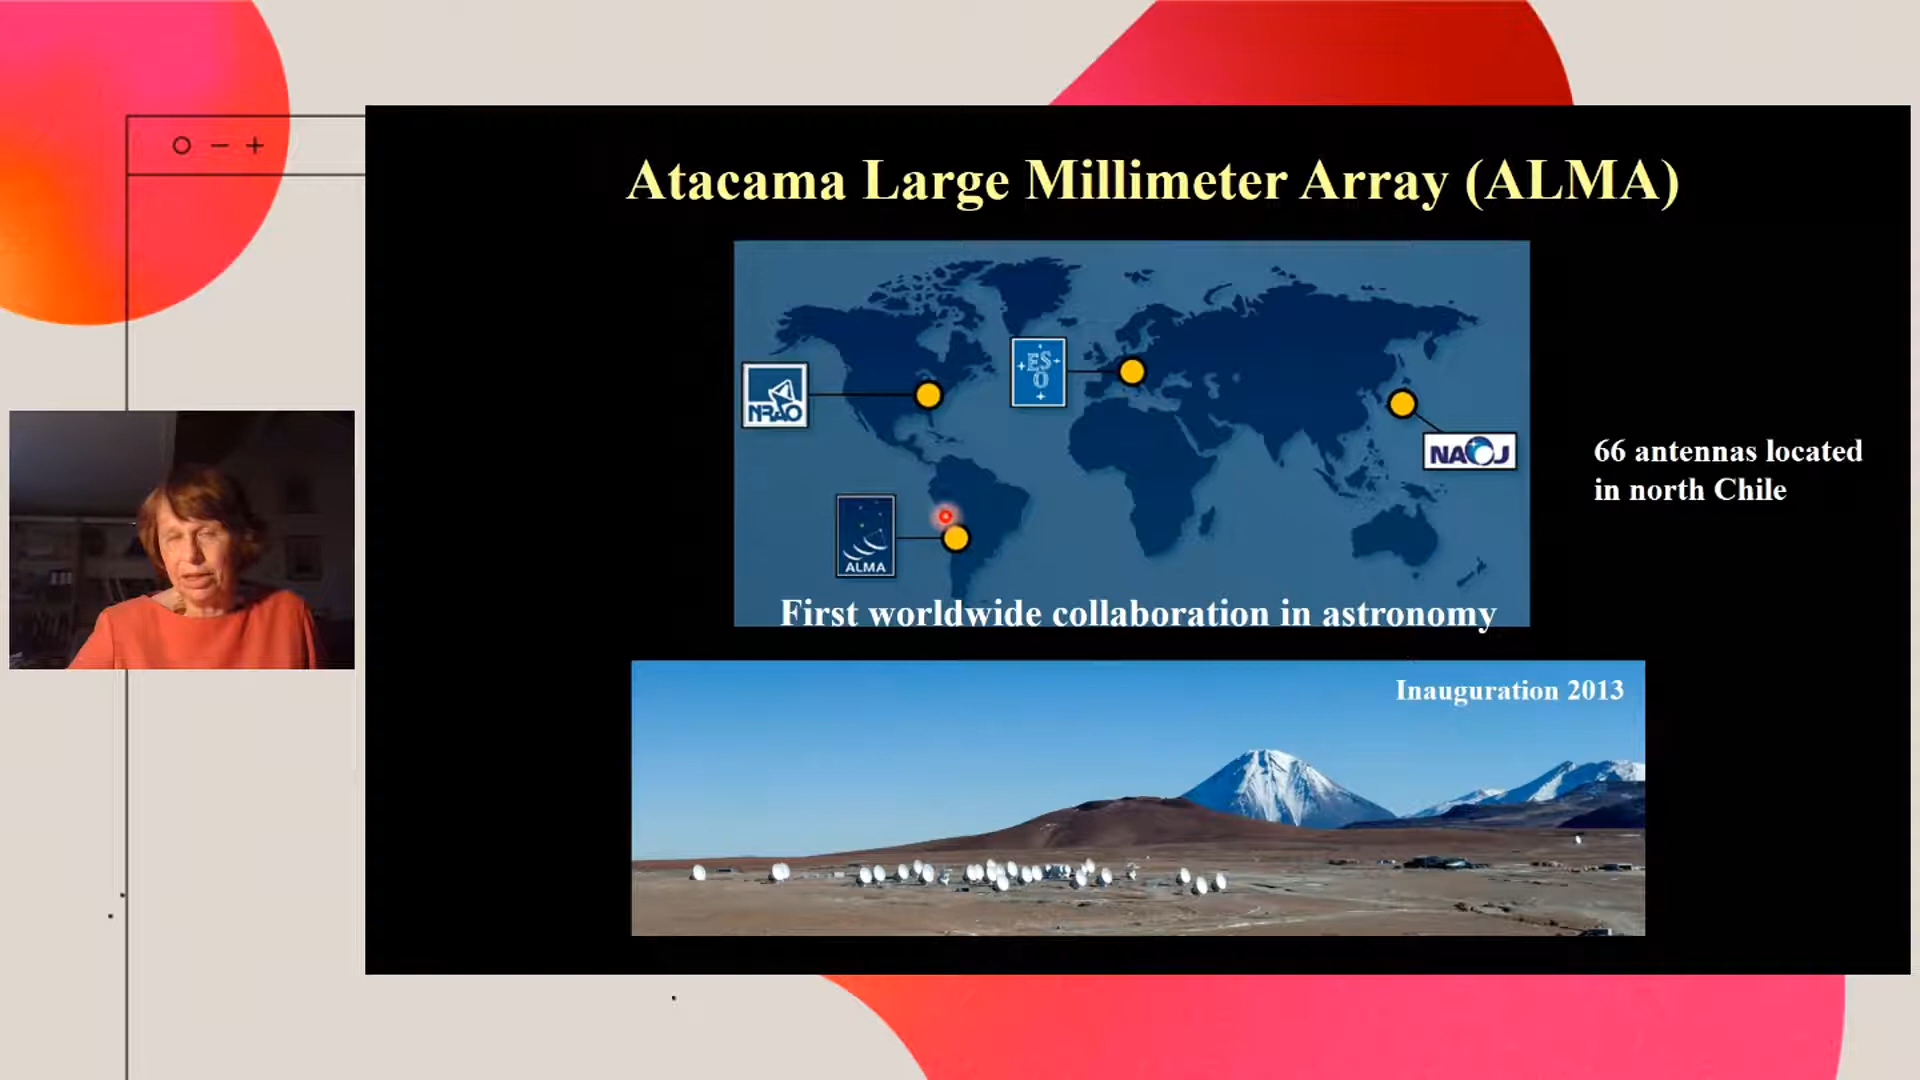 Atacama Large Millimeter Array (ALMA)
NRAO
ES
O
NAOJ
ALMA
66 antennas located
in north Chile
First worldwide collaboration in astronomy
Inauguration 2013